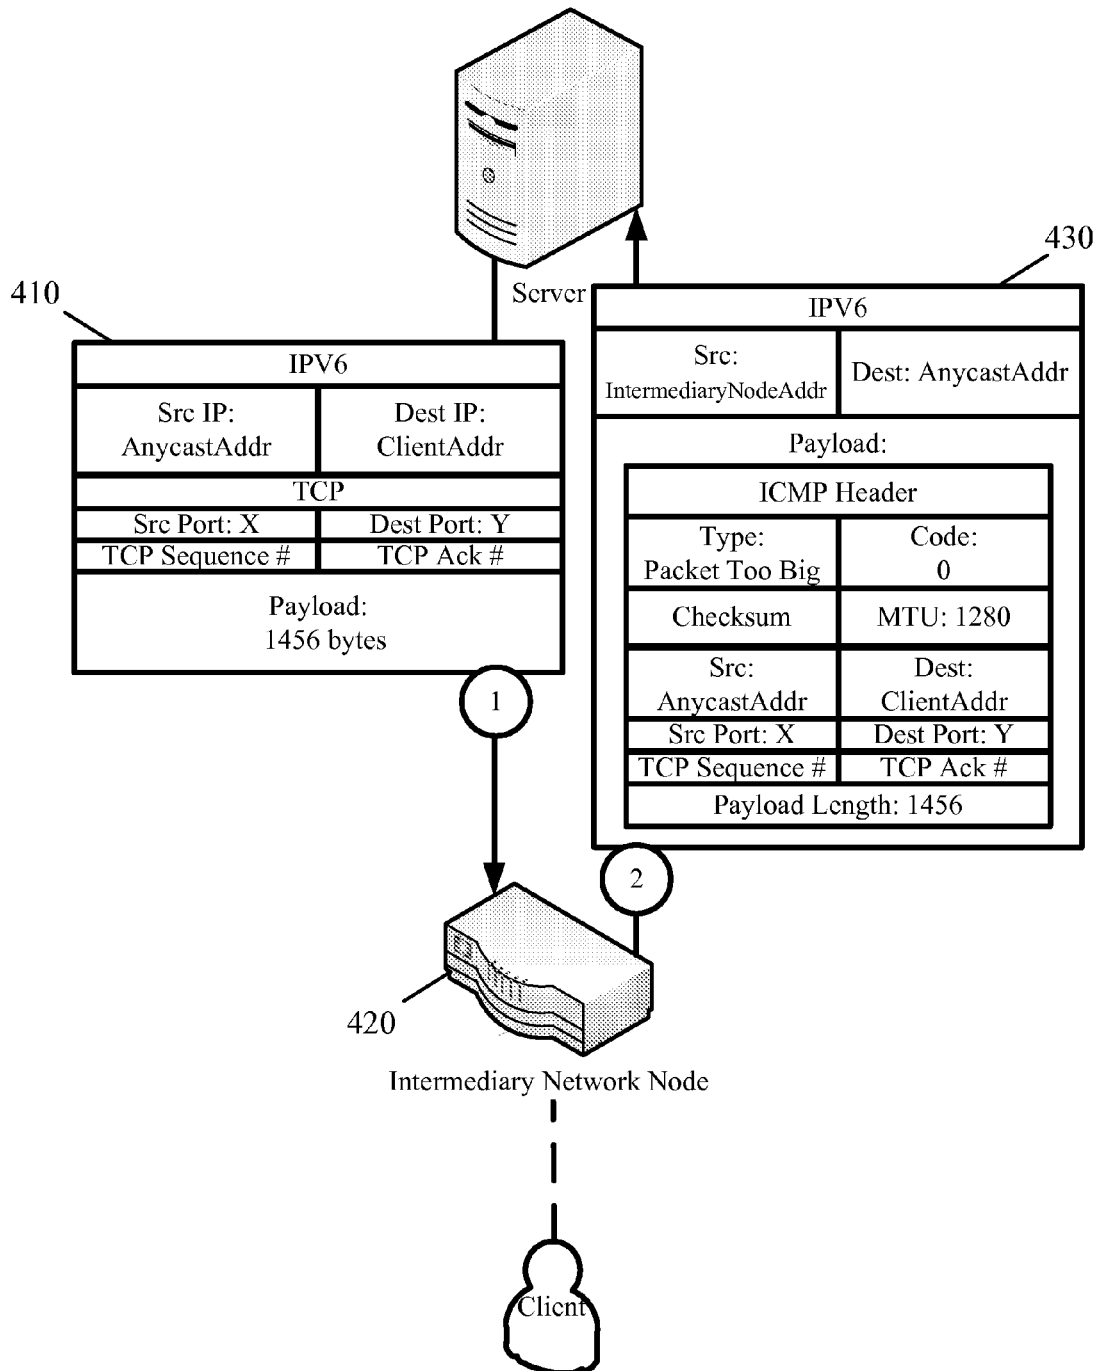 Server
430
410
IPV6
Src:
IntermediaryNodeAddr
Dest: AnycastAddr
Payload:
ICMP Header
Type:
Packet Too Big
Code:
0
Checksum
MTU: 1280
Src:
AnycastAddr
Dest:
ClientAddr
Src Port: X
Dest Port: Y
TCP Sequence #
TCP Ack #
Payload Length: 1456
IPV6
Src IP:
AnycastAddr
Dest IP:
ClientAddr
TCP
Src Port: X
Dest Port: Y
TCP Sequence #
TCP Ack #
Payload:
1456 bytes
1
2
420
Intermediary Network Node
Client